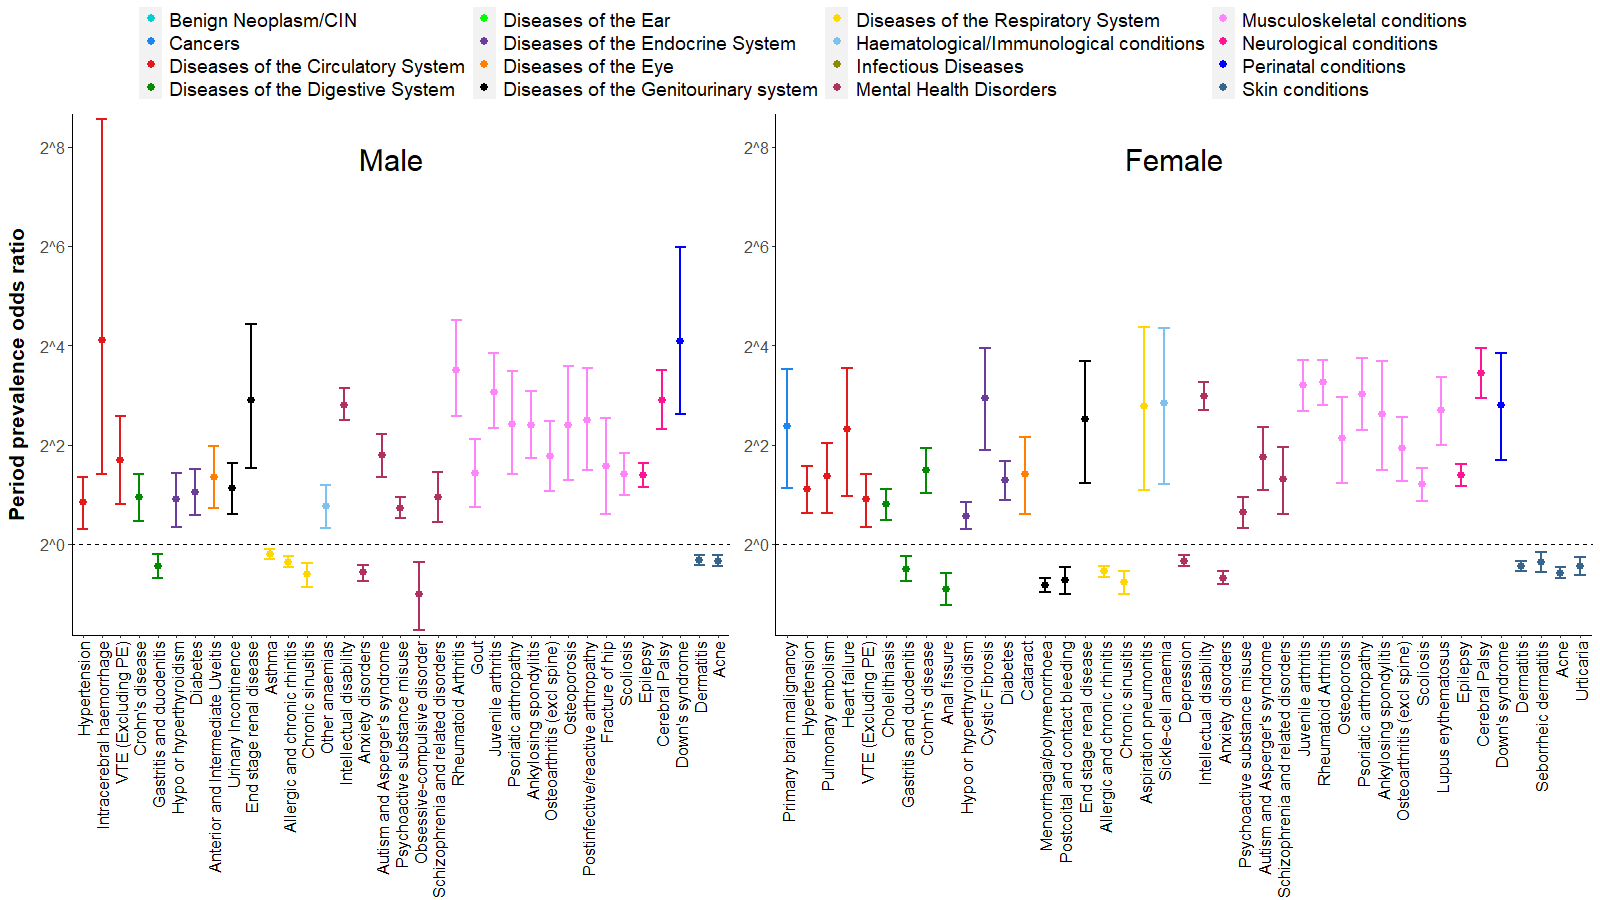 Benign Neoplasm/CIN
Cancers
Diseases of the Circulatory System
Diseases of the Digestive System
Diseases of the Ear
Diseases of the Endocrine System
Diseases of the Eye
Diseases of the Genitourinary system
Diseases of the Respiratory System
Haematological/Immunological conditions
Infectious Diseases
Mental Health Disorders
Musculoskeletal conditions
Neurological conditions
Perinatal conditions
Skin conditions
Period prevalence odds ratio
Male
2^8
2^6
2^4
2^2
2^0
Hypertension
Intracerebral haemorrhage
VTE (Excluding PE)
Crohn's disease
Gastritis and duodenitis
Hypo or hyperthyroidism
Diabetes
Anterior and Intermediate Uveitis
Urinary Incontinence
End stage renal disease
Asthma
Allergic and chronic rhinitis
Chronic sinusitis
Other anaemias
Intellectual disability
Anxiety disorders
Autism and Asperger's syndrome
Psychoactive substance misuse
Obsessive-compulsive disorder
Schizophrenia and related disorders
Rheumatoid Arthritis
Gout
Juvenile arthritis
Psoriatic arthropathy
Ankylosing spondylitis
Osteoarthritis (excl spine)
Osteoporosis
Postinfective/reactive arthropathy
Fracture of hip
Scoliosis
Epilepsy
Cerebral Palsy
Down's syndrome
Dermatitis
Acne
Female
2^8
2^6
2^4
2^2
2^0
Primary brain malignancy
Hypertension
Pulmonary embolism
Heart failure
VTE (Excluding PE)
Cholelithiasis
Gastritis and duodenitis
Crohn's disease
Anal fissure
Hypo or hyperthyroidism
Cystic Fibrosis
Diabetes
Cataract
Menorrhagia/polymenorrhoea
Postcoital and contact bleeding
End stage renal disease
Allergic and chronic rhinitis
Chronic sinusitis
Aspiration pneumonitis
Sickle-cell anaemia
Depression
Intellectual disability
Anxiety disorders
Psychoactive substance misuse
Autism and Asperger's syndrome
Schizophrenia and related disorders
Juvenile arthritis
Rheumatoid Arthritis
Osteoporosis
Psoriatic arthropathy
Ankylosing spondylitis
Osteoarthritis (excl spine)
Scoliosis
Lupus erythematosus
Epilepsy
Cerebral Palsy
Down's syndrome
Dermatitis
Seborrheic dermatitis
Acne
Urticaria